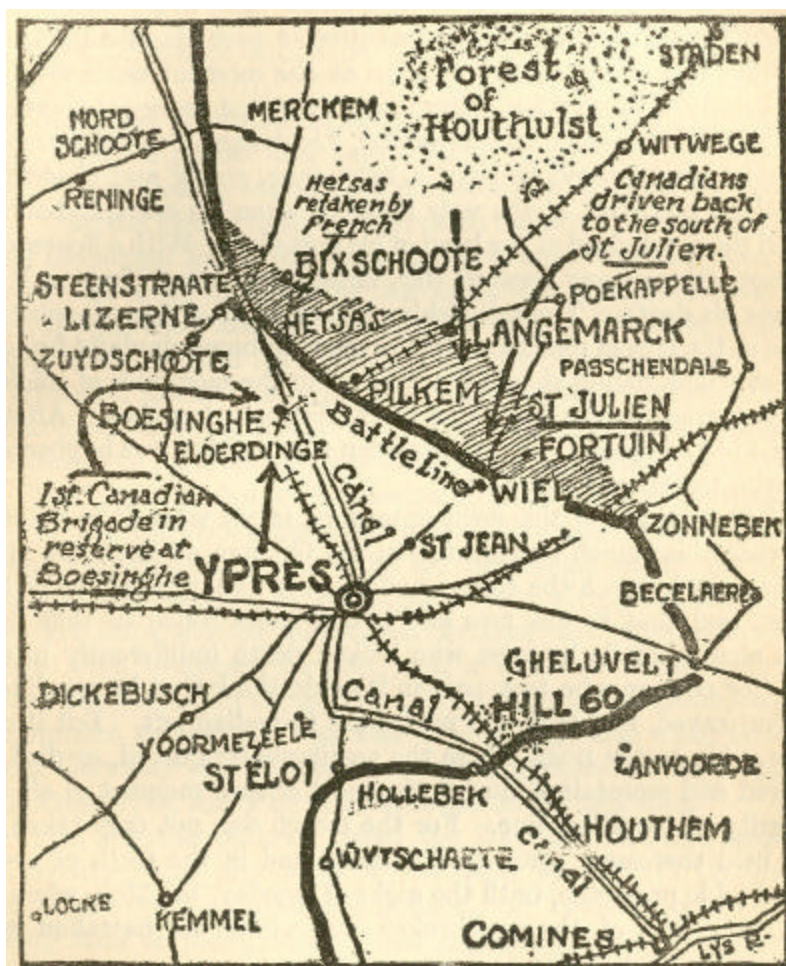 STADEN
Forest
of
Houthulst
NORD
SCHOOTE
MERCKEM
WITWEGE
RENINGE
Hetsas
retaken by
French
Canadians
driven back
to the south of
St Julien.
BIXSCHOOTE
STEENSTRAATE
POEKAPPELLE
LIZERNE
HETSAS
LANGEMARCK
ZUYDSCHOOTE
PASSCHENDALS
PILKEM
BOESINGHE
ST JULIEN
ELOERDINGE
Battle Line
FORTUIN
Canal
WIEL
1st. Canadian
Brigade in
reserve at
Boesinghe
ZONNEBEK
ST JEAN
YPRES
BECELAERE
GHELUVELT
DICKEBUSCH
Canal
HILL 60
VOORMEZEELE
ST ELOI
ZANVOORDE
HOLLEBEK
HOUTHEM
WYTSCHAETE
Canal
LOCKE
KEMMEL
COMINES
LYS R.